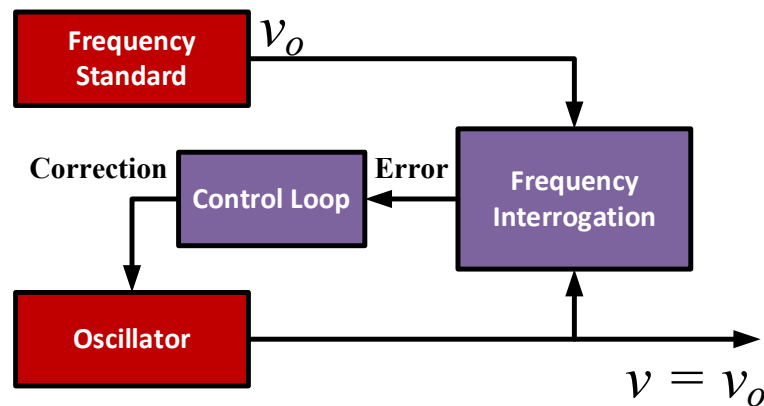 Frequency
Standard
v_o
Correction
Control Loop
Error
Frequency
Interrogation
Oscillator
v = v_o